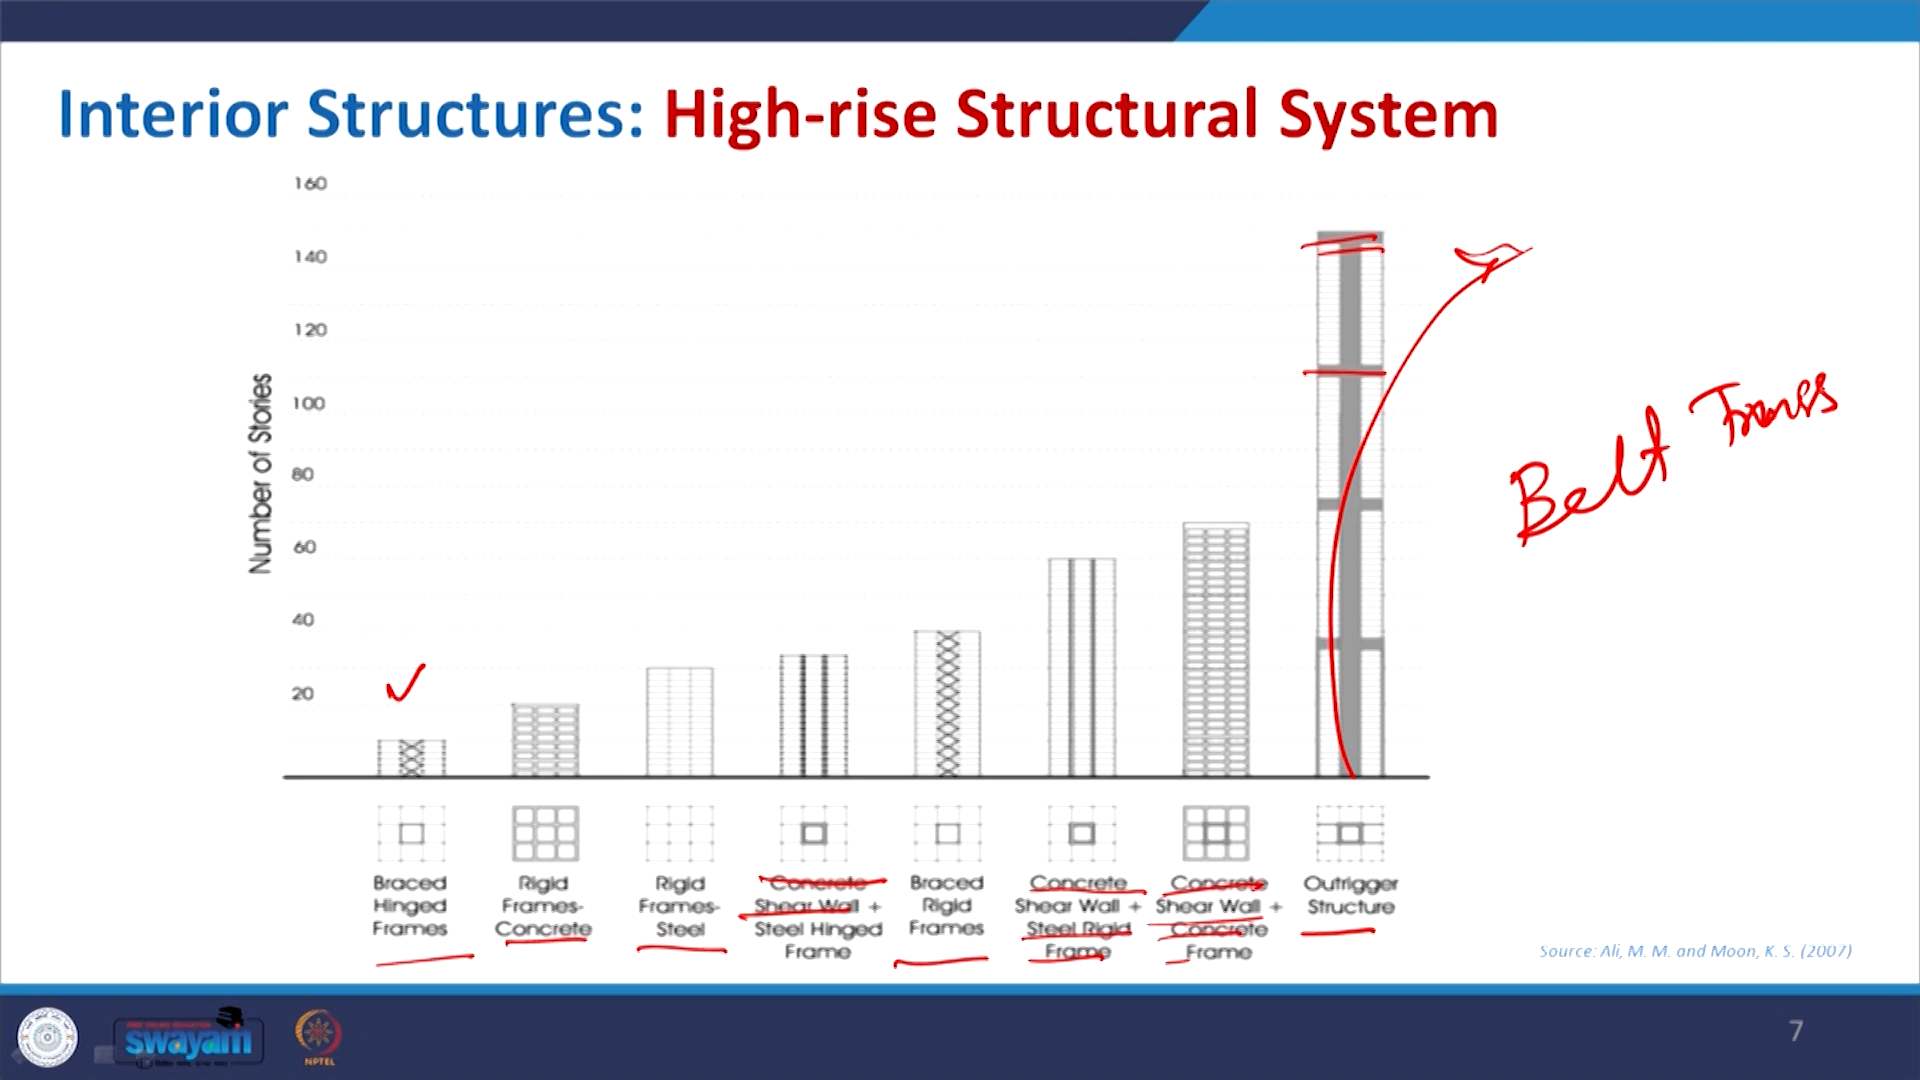 Interior Structures: High-rise Structural System
160
140
120
100
80
60
40
20
Number of Stories
Belt Truss
Braced
Hinged
Frames
Rigid
Frames-
Concrete
Rigid
Frames-
Steel
Concrete
Shear Wall +
Steel Hinged
Frame
Braced
Rigid
Frames
Concrete
Shear Wall +
Steel Rigid
Frame
Concrete
Shear Wall +
Concrete
Frame
Outrigger
Structure
Source: Ali, M. M. and Moon, K. S. (2007)
swayam
NPTEL
7